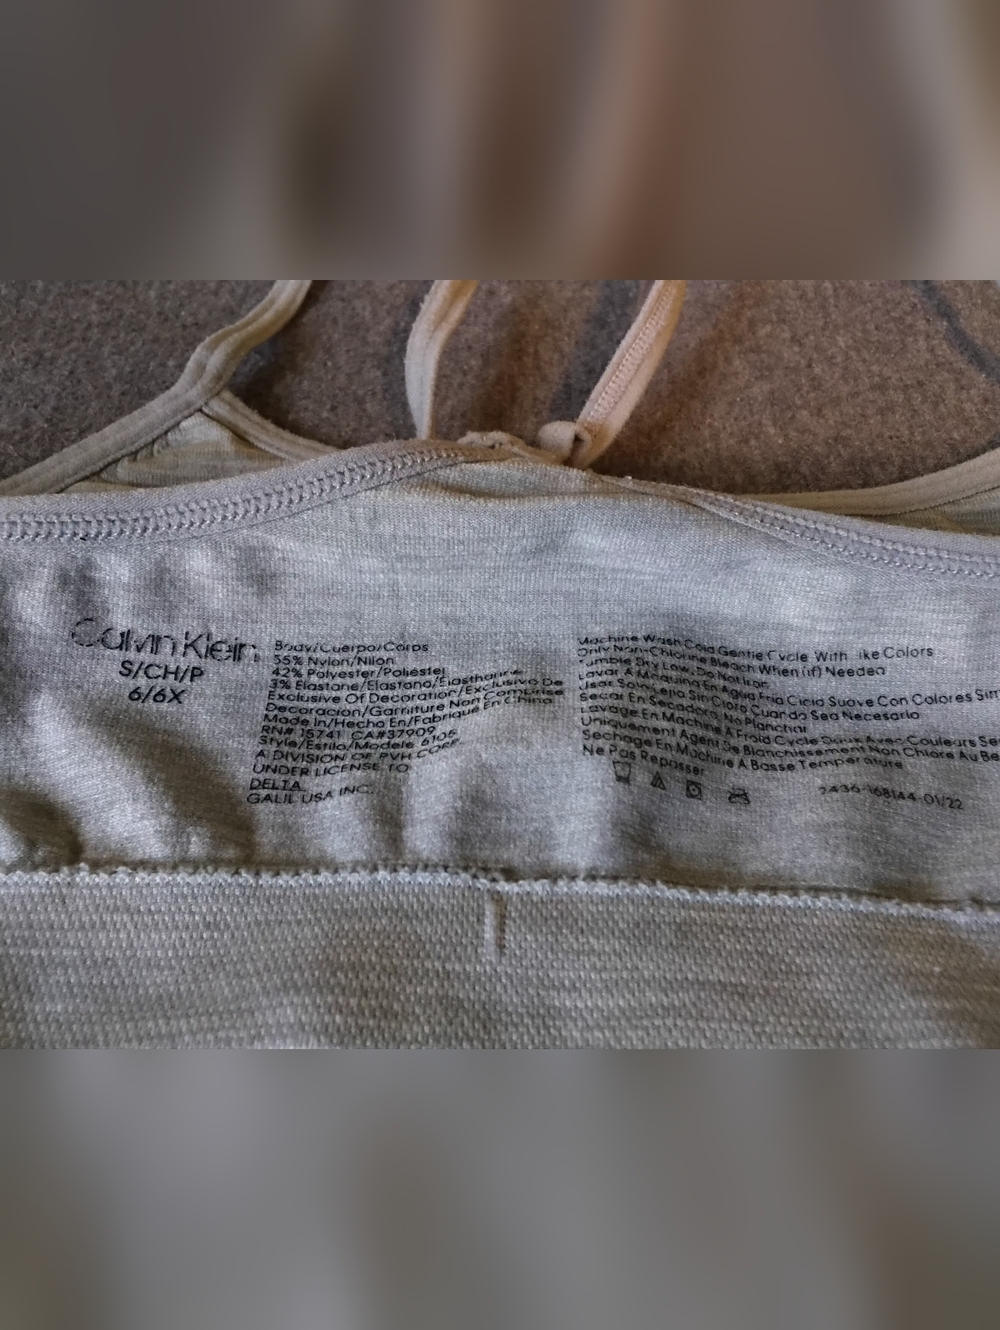 Calvin Klein
S/CH/P
6/6X
Body/Cuerpo/Corps
55% Nylon/Nilon
42% Polyester/Poliéster
3% Elastane/Elastano/Elasthanne
Exclusive Of Decoration/Exclusivo De
Decoracion/Garniture Non Comprise
Made In/Hecho En/Fabriqué En China
RN# 15741 CA#37909
Style/Estilo/Modele 6105
A DIVISION OF PVH CORP.
UNDER LICENSE TO
DELTA
GALIL USA INC.
Machine Wash Cold Gentle Cycle With Like Colors
Only Non-Chlorine Bleach When (if) Needed
Tumble Dry Low, Do Not Iron
Lavar A Maquina En Agua Fria Ciclo Suave Con Colores Sim
Usar Solo Sin Cloro Cuando Sea Necesario
Secar En Secadora, No Planchar
Lavage En Machine A Froid Cycle Doux Avec Couleurs Se
Uniquement Agent De Blanchissement Non Chlore Au Be
Sechage En Machine A Basse Temperature
Ne Pas Repasser
2436-168144-01/22